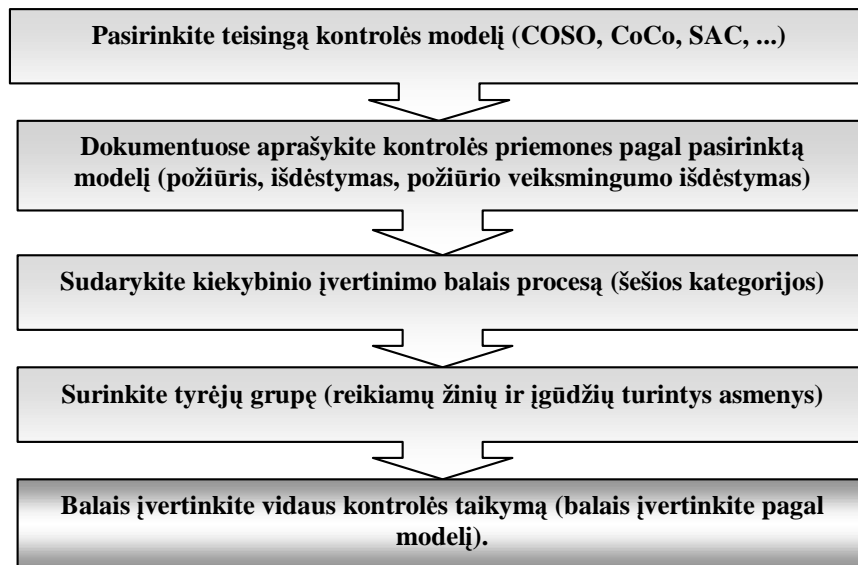 Pasirinkite teisingą kontrolės modelį (COSO, CoCo, SAC, ...)
Dokumentuose aprašykite kontrolės priemones pagal pasirinktą
modelį (požiūris, išdėstymas, požiūrio veiksmingumo išdėstymas)
Sudarykite kiekybinio įvertinimo balais procesą (šešios kategorijos)
Surinkite tyrėjų grupę (reikiamų žinių ir įgūdžių turintys asmenys)
Balais įvertinkite vidaus kontrolės taikymą (balais įvertinkite pagal
modelį).